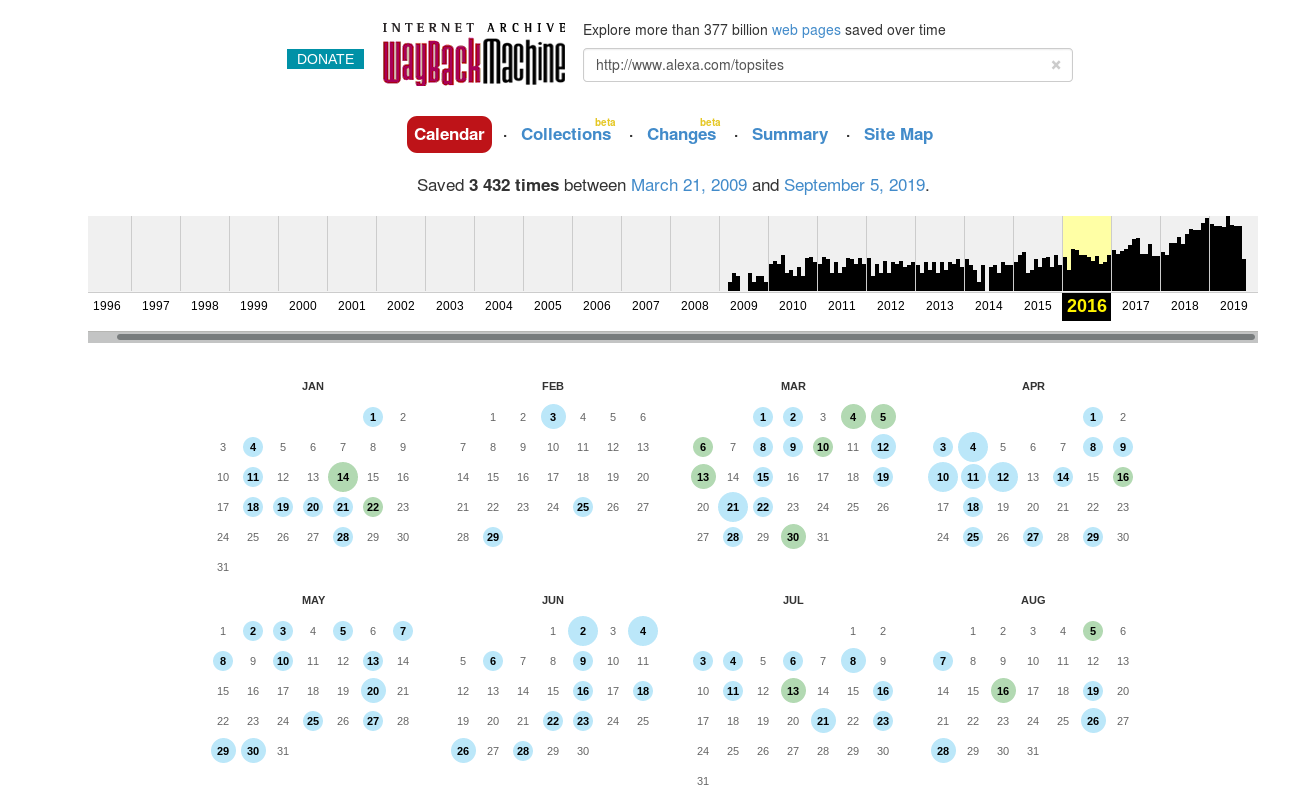 DONATE
INTERNET ARCHIVE
WayBackMachine
Explore more than 377 billion web pages saved over time
http://www.alexa.com/topsites ×
Calendar · Collections beta · Changes beta · Summary · Site Map
Saved 3 432 times between March 21, 2009 and September 5, 2019.
1996 1997 1998 1999 2000 2001 2002 2003 2004 2005 2006 2007 2008 2009 2010 2011 2012 2013 2014 2015 2016 2017 2018 2019
JAN
1 2
3 4 5 6 7 8 9
10 11 12 13 14 15 16
17 18 19 20 21 22 23
24 25 26 27 28 29 30
31
FEB
1 2 3 4 5 6
7 8 9 10 11 12 13
14 15 16 17 18 19 20
21 22 23 24 25 26 27
28 29
MAR
1 2 3 4 5
6 7 8 9 10 11 12
13 14 15 16 17 18 19
20 21 22 23 24 25 26
27 28 29 30 31
APR
1 2
3 4 5 6 7 8 9
10 11 12 13 14 15 16
17 18 19 20 21 22 23
24 25 26 27 28 29 30
MAY
1 2 3 4 5 6 7
8 9 10 11 12 13 14
15 16 17 18 19 20 21
22 23 24 25 26 27 28
29 30 31
JUN
1 2 3 4
5 6 7 8 9 10 11
12 13 14 15 16 17 18
19 20 21 22 23 24 25
26 27 28 29 30
JUL
1 2
3 4 5 6 7 8 9
10 11 12 13 14 15 16
17 18 19 20 21 22 23
24 25 26 27 28 29 30
31
AUG
1 2 3 4 5 6
7 8 9 10 11 12 13
14 15 16 17 18 19 20
21 22 23 24 25 26 27
28 29 30 31